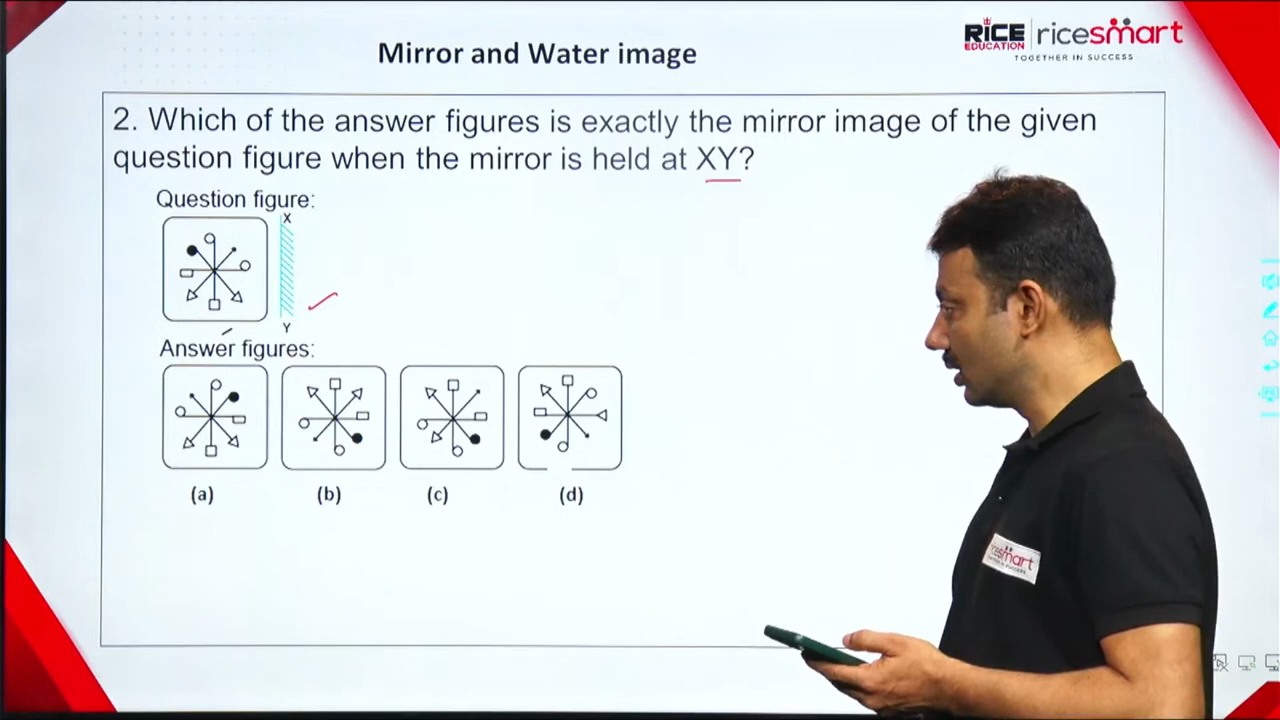 Mirror and Water image
RICE EDUCATION
ricesmart
TOGETHER IN SUCCESS
2. Which of the answer figures is exactly the mirror image of the given
question figure when the mirror is held at XY?
Question figure:
X
Y
Answer figures:
(a) (b) (c) (d)
ricesmart